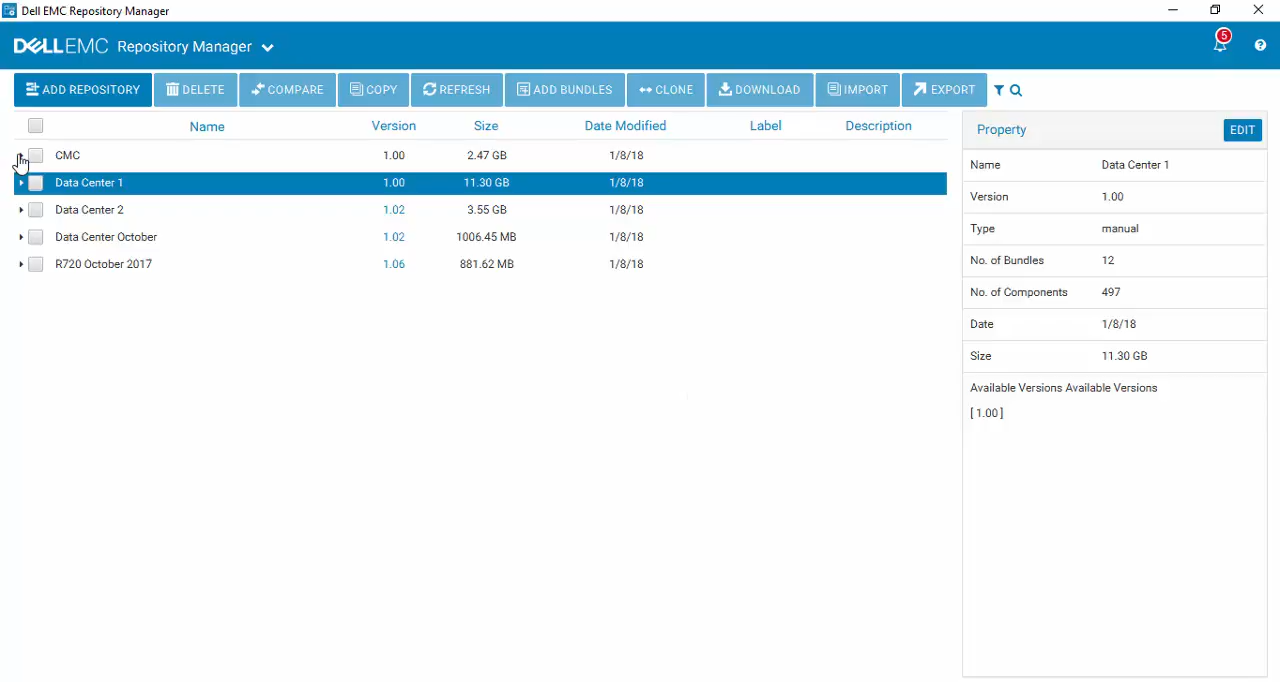 Dell EMC Repository Manager
DELL EMC Repository Manager
5
?
ADD REPOSITORY DELETE COMPARE COPY REFRESH ADD BUNDLES CLONE DOWNLOAD IMPORT EXPORT
Name Version Size Date Modified Label Description
CMC 1.00 2.47 GB 1/8/18
Data Center 1 1.00 11.30 GB 1/8/18
Data Center 2 1.02 3.55 GB 1/8/18
Data Center October 1.02 1006.45 MB 1/8/18
R720 October 2017 1.06 881.62 MB 1/8/18
Property EDIT
Name Data Center 1
Version 1.00
Type manual
No. of Bundles 12
No. of Components 497
Date 1/8/18
Size 11.30 GB
Available Versions Available Versions
[ 1.00 ]